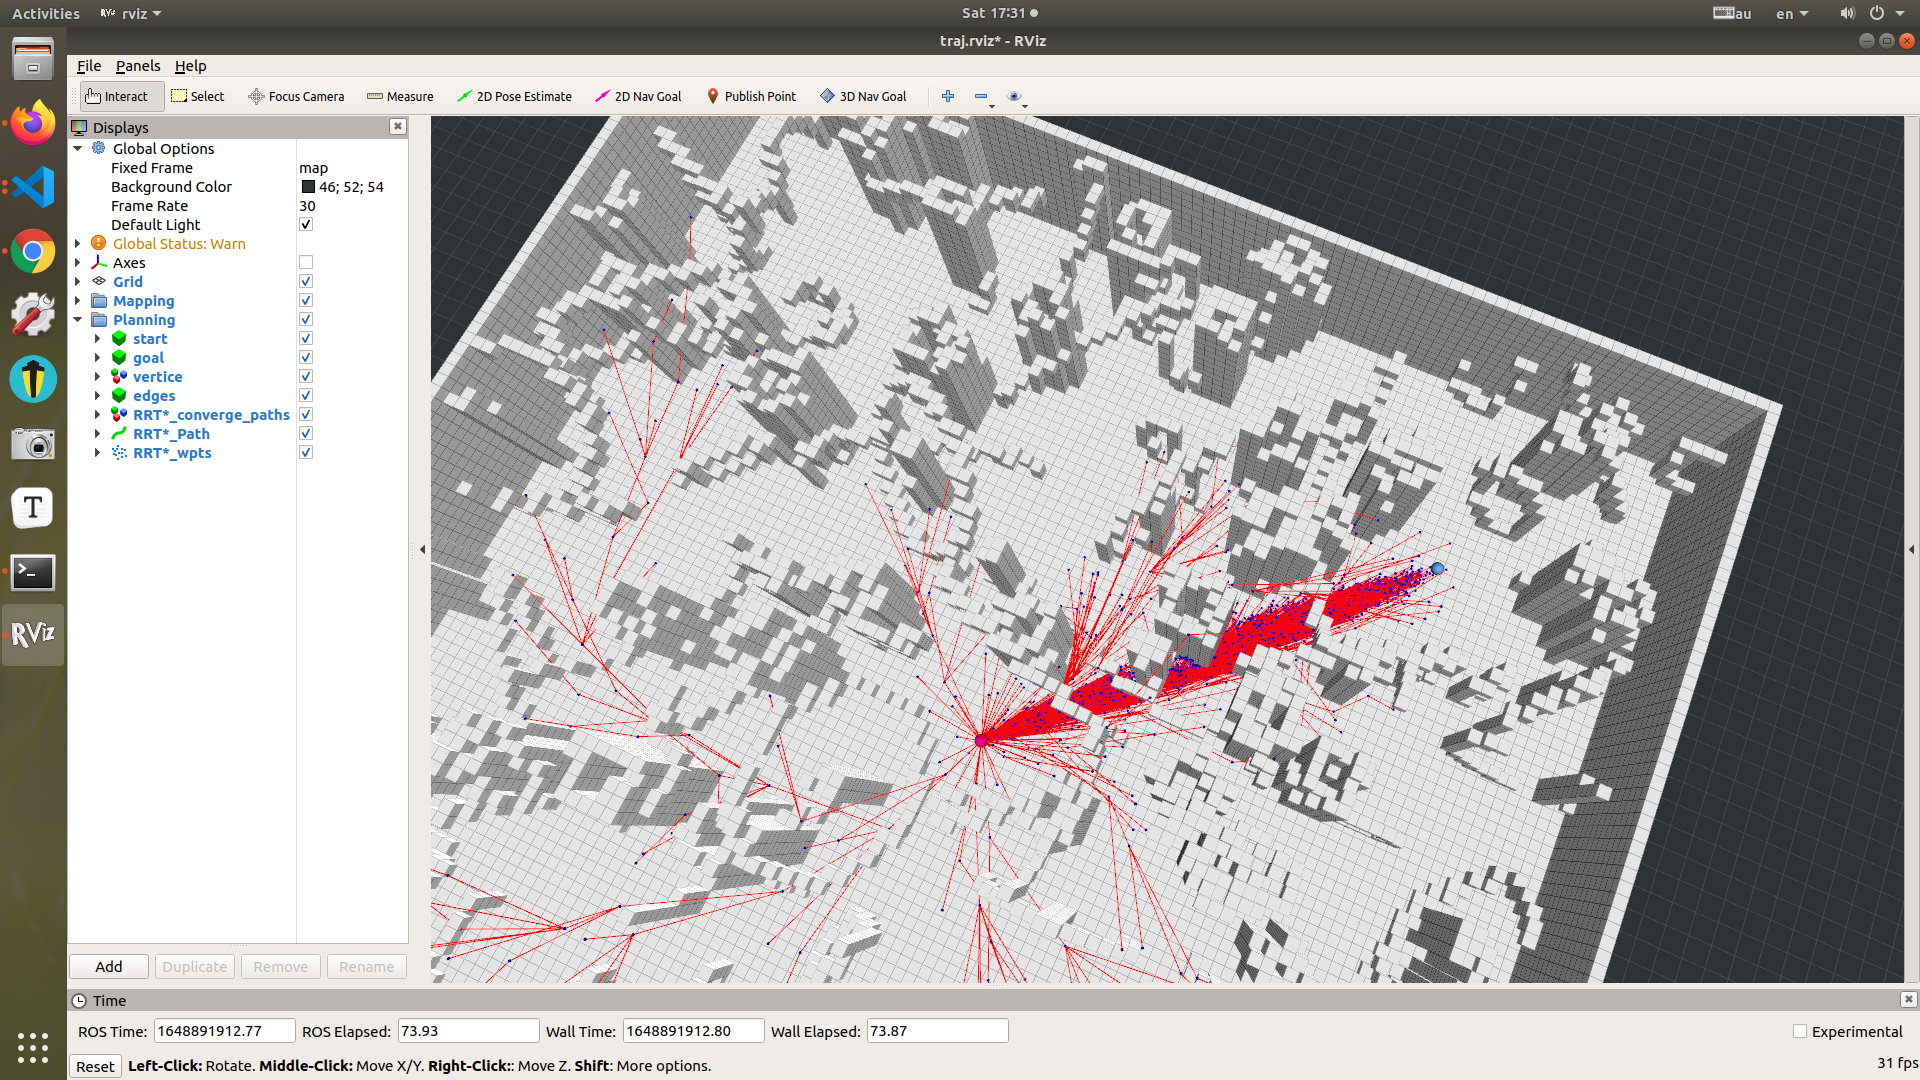 Activities rviz Sat 17:31 au en
traj.rviz* - RViz
File Panels Help
Interact Select Focus Camera Measure 2D Pose Estimate 2D Nav Goal Publish Point 3D Nav Goal
Displays
Global Options
Fixed Frame map
Background Color 46; 52; 54
Frame Rate 30
Default Light
Global Status: Warn
Axes
Grid
Mapping
Planning
start
goal
vertice
edges
RRT*_converge_paths
RRT*_Path
RRT*_wpts
Add Duplicate Remove Rename
Time
ROS Time: 1648891912.77 ROS Elapsed: 73.93 Wall Time: 1648891912.80 Wall Elapsed: 73.87 Experimental
Reset Left-Click: Rotate. Middle-Click: Move X/Y. Right-Click:: Move Z. Shift: More options. 31 fps
RViz
T